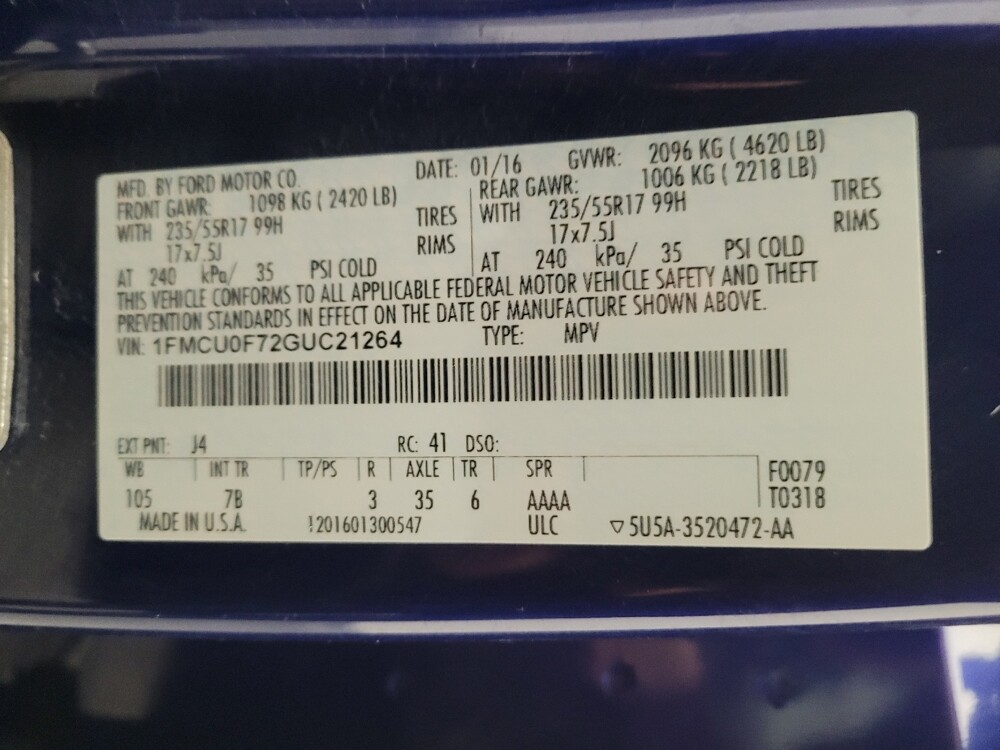 MFD. BY FORD MOTOR CO. DATE: 01/16 GVWR: 2096 KG ( 4620 LB)
FRONT GAWR: 1098 KG ( 2420 LB) REAR GAWR: 1006 KG ( 2218 LB)
WITH 235/55R17 99H TIRES WITH 235/55R17 99H TIRES
17x7.5J RIMS 17x7.5J RIMS
AT 240 kPa/ 35 PSI COLD AT 240 kPa/ 35 PSI COLD
THIS VEHICLE CONFORMS TO ALL APPLICABLE FEDERAL MOTOR VEHICLE SAFETY AND THEFT
PREVENTION STANDARDS IN EFFECT ON THE DATE OF MANUFACTURE SHOWN ABOVE.
VIN: 1FMCU0F72GUC21264 TYPE: MPV
EXT PNT: J4 RC: 41 DSO:
WB INT TR TP/PS R AXLE TR SPR F0079
105 7B 3 35 6 AAAA T0318
MADE IN U.S.A. !201601300547 ULC ▽5U5A-3520472-AA